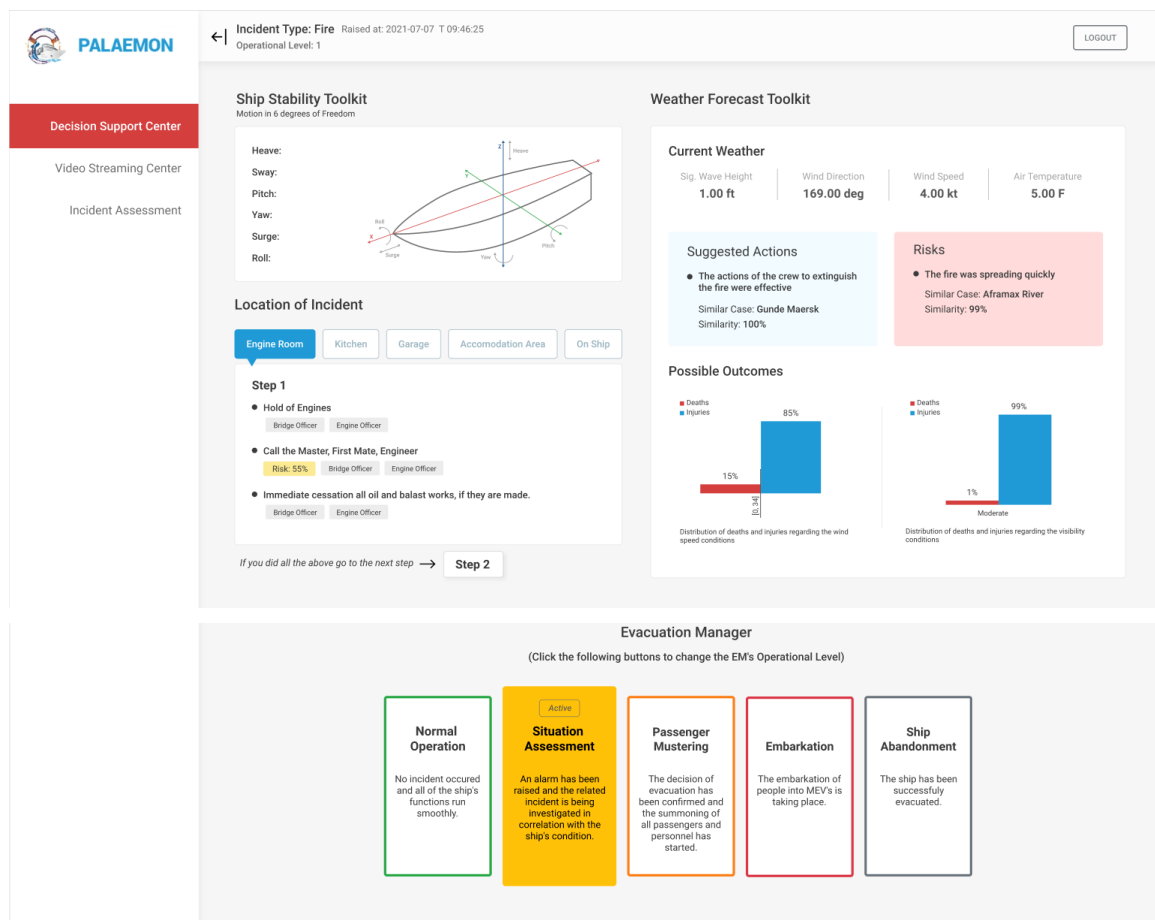 PALAEMON
Incident Type: Fire Raised at: 2021-07-07 T 09:46:25
Operational Level: 1
LOGOUT
Decision Support Center
Video Streaming Center
Incident Assessment
Ship Stability Toolkit
Motion in 6 degrees of Freedom
Heave:
Sway:
Pitch:
Yaw:
Surge:
Roll:
Z
Heave
Y
Roll
X
Surge
Yaw
Pitch
Location of Incident
Engine Room
Kitchen
Garage
Accomodation Area
On Ship
Step 1
Hold of Engines
Bridge Officer Engine Officer
Call the Master, First Mate, Engineer
Risk: 55% Bridge Officer Engine Officer
Immediate cessation all oil and balast works, if they are made.
Bridge Officer Engine Officer
If you did all the above go to the next step
Step 2
Weather Forecast Toolkit
Current Weather
Sig. Wave Height
1.00 ft
Wind Direction
169.00 deg
Wind Speed
4.00 kt
Air Temperature
5.00 F
Suggested Actions
The actions of the crew to extinguish
the fire were effective
Similar Case: Gunde Maersk
Similarity: 100%
Risks
The fire was spreading quickly
Similar Case: Aframax River
Similarity: 99%
Possible Outcomes
Deaths
Injuries
85%
15%
[0, 34]
Distribution of deaths and injuries regarding the wind
speed conditions
Deaths
Injuries
99%
1%
Moderate
Distribution of deaths and injuries regarding the visibility
conditions
Evacuation Manager
(Click the following buttons to change the EM's Operational Level)
Normal
Operation
No incident occured
and all of the ship's
functions run
smoothly.
Active
Situation
Assessment
An alarm has been
raised and the related
incident is being
investigated in
correlation with the
ship's condition.
Passenger
Mustering
The decision of
evacuation has
been confirmed and
the summoning of
all passengers and
personnel has
started.
Embarkation
The embarkation of
people into MEV's is
taking place.
Ship
Abandonment
The ship has been
successfuly
evacuated.